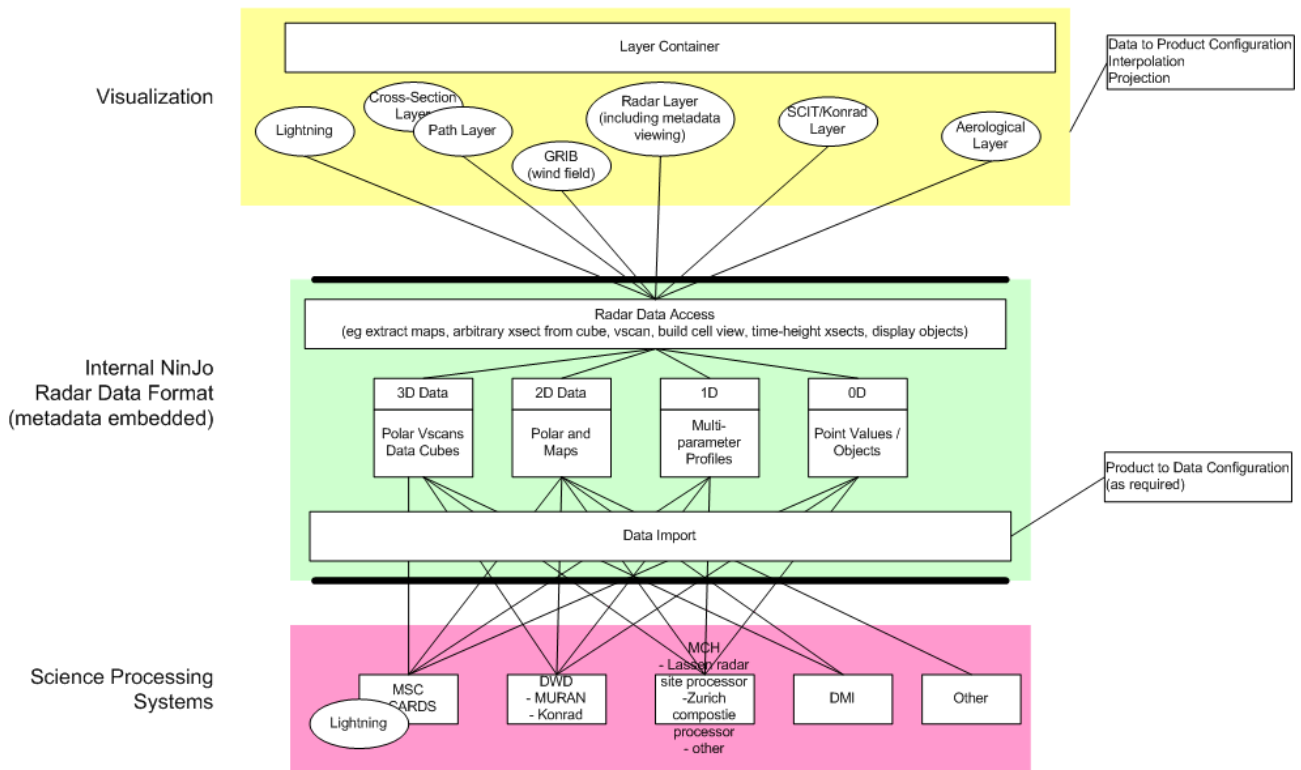 Layer Container
Data to Product Configuration
Interpolation
Projection
Visualization
Lightning
Cross-Section
Layer
Path Layer
GRIB
(wind field)
Radar Layer
(including metadata
viewing)
SCIT/Konrad
Layer
Aerological
Layer
Internal NinJo
Radar Data Format
(metadata embedded)
Radar Data Access
(eg extract maps, arbitrary xsect from cube, vscan, build cell view, time-height xsects, display objects)
3D Data
Polar Vscans
Data Cubes
2D Data
Polar and
Maps
1D
Multi-
parameter
Profiles
0D
Point Values /
Objects
Product to Data Configuration
(as required)
Data Import
Science Processing
Systems
MSC
Lightning
DWD
- MURAN
- Konrad
MCH
- Lassen radar
site processor
-Zurich
compostie
processor
- other
DMI
Other